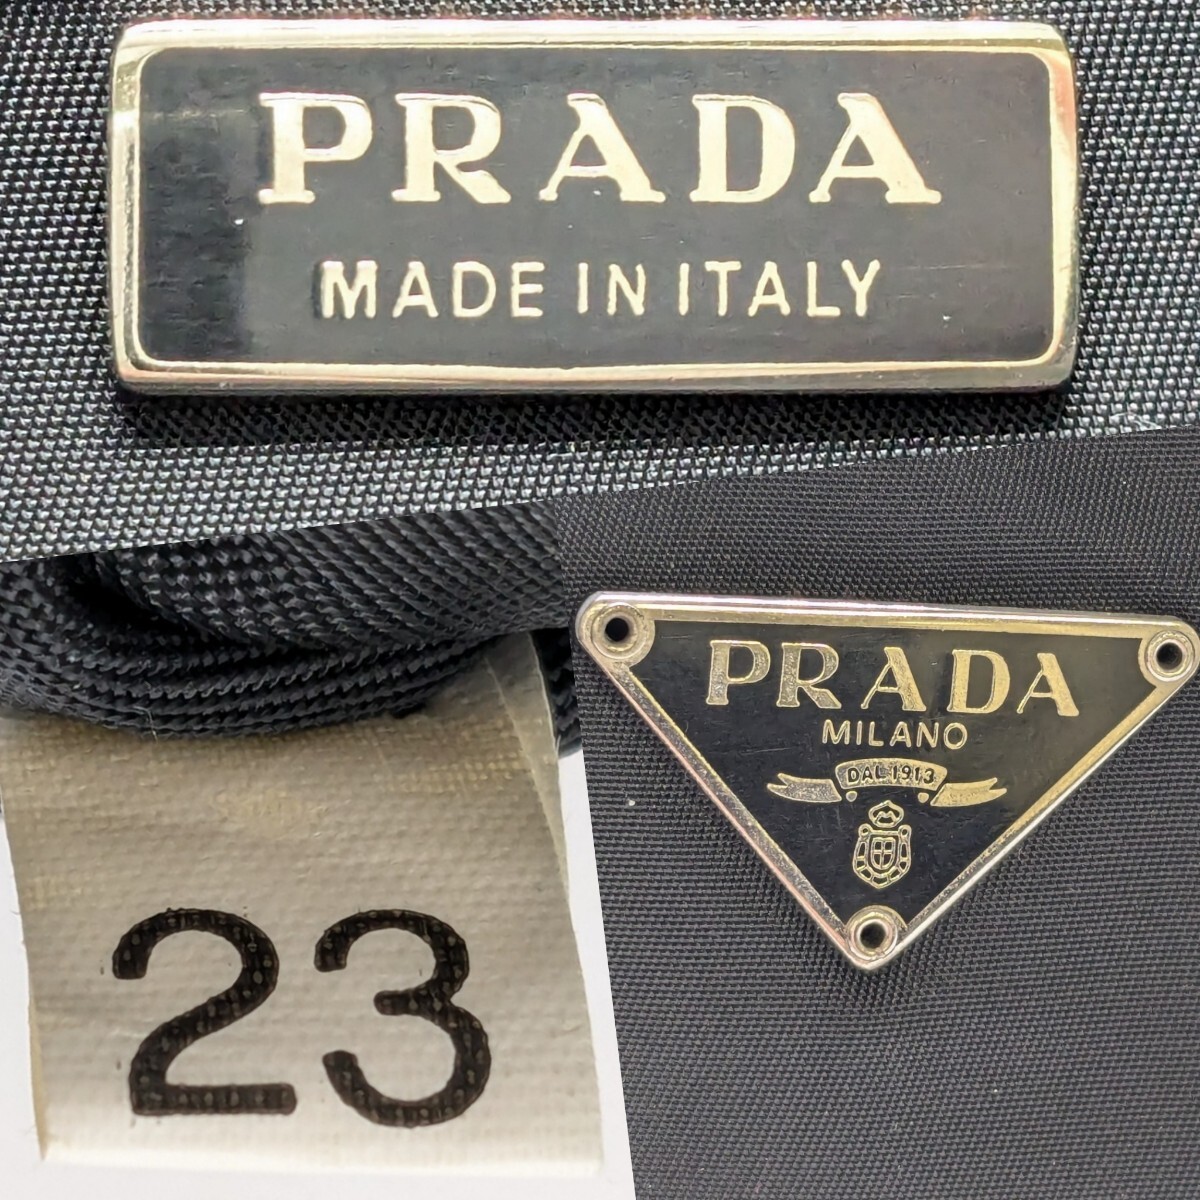 PRADA
MADE IN ITALY
23
PRADA
MILANO
DAL 1913